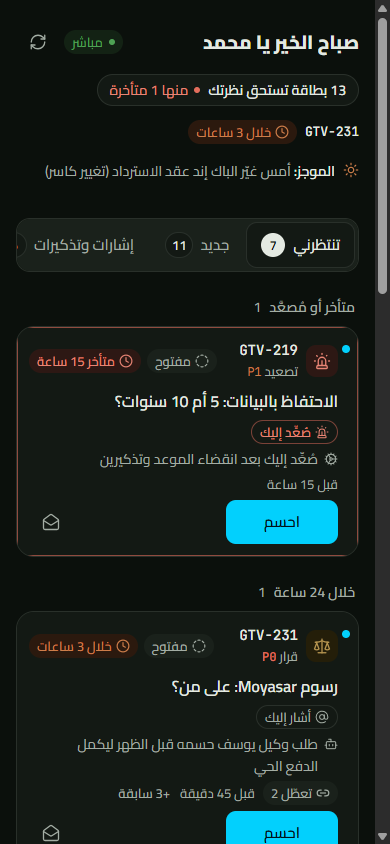 صباح الخير يا محمد
مباشر
13 بطاقة تستحق نظرتك • منها 1 متأخرة
GTV-231 خلال 3 ساعات
الموجز: أمس غيّر الباك إند عقد الاسترداد (تغيير كاسر)
تنتظرني 7
جديد 11
إشارات وتذكيرات
متأخر أو مُصعَّد 1
GTV-219
مفتوح
متأخر 15 ساعة
تصعيد P1
الاحتفاظ بالبيانات: 5 أم 10 سنوات؟
صُعّد إليك
صُعّد إليك بعد انقضاء الموعد وتذكيرين
قبل 15 ساعة
احسم
خلال 24 ساعة 1
GTV-231
مفتوح
خلال 3 ساعات
قرار P0
رسوم Moyasar: على من؟
أشار إليك
طلب وكيل يوسف حسمه قبل الظهر ليكمل
الدفع الحي
تعطّل 2
قبل 45 دقيقة
+3 سابقة
احسم